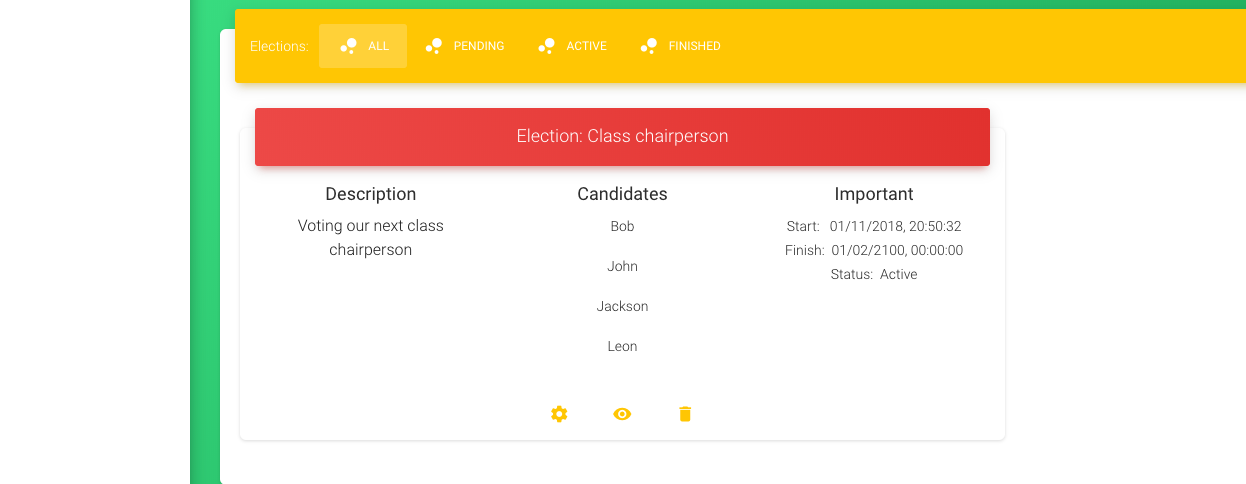 Elections: ALL PENDING ACTIVE FINISHED
Election: Class chairperson
Description
Voting our next class
chairperson
Candidates
Bob
John
Jackson
Leon
Important
Start: 01/11/2018, 20:50:32
Finish: 01/02/2100, 00:00:00
Status: Active